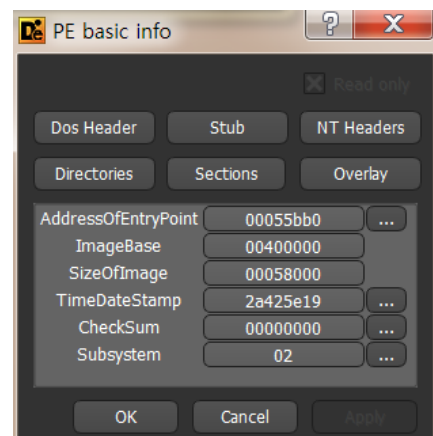 PE basic info
Read only
Dos Header Stub NT Headers
Directories Sections Overlay
AddressOfEntryPoint 00055bb0 ...
ImageBase 00400000
SizeOfImage 00058000
TimeDateStamp 2a425e19 ...
CheckSum 00000000 ...
Subsystem 02 ...
OK Cancel Apply